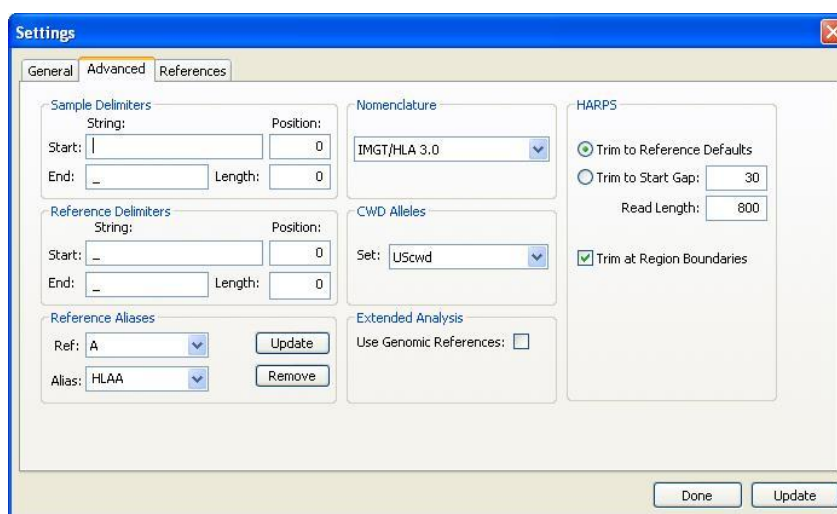 Settings
General Advanced References
Sample Delimiters
String: Position:
Start: 0
End: _ Length: 0
Reference Delimiters
String: Position:
Start: _ 0
End: _ Length: 0
Reference Aliases
Ref: A Update
Alias: HLAA Remove
Nomenclature
IMGT/HLA 3.0
CWD Alleles
Set: UScwd
Extended Analysis
Use Genomic References:
HARPS
Trim to Reference Defaults
Trim to Start Gap: 30
Read Length: 800
Trim at Region Boundaries
Done Update